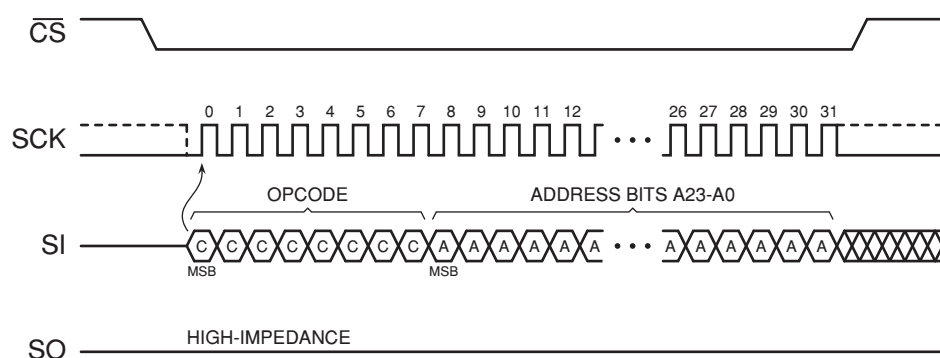 CS
0 1 2 3 4 5 6 7 8 9 10 11 12 26 27 28 29 30 31
SCK
OPCODE ADDRESS BITS A23-A0
SI C C C C C C C C A A A A A A A A A A A A
MSB MSB
HIGH-IMPEDANCE
SO